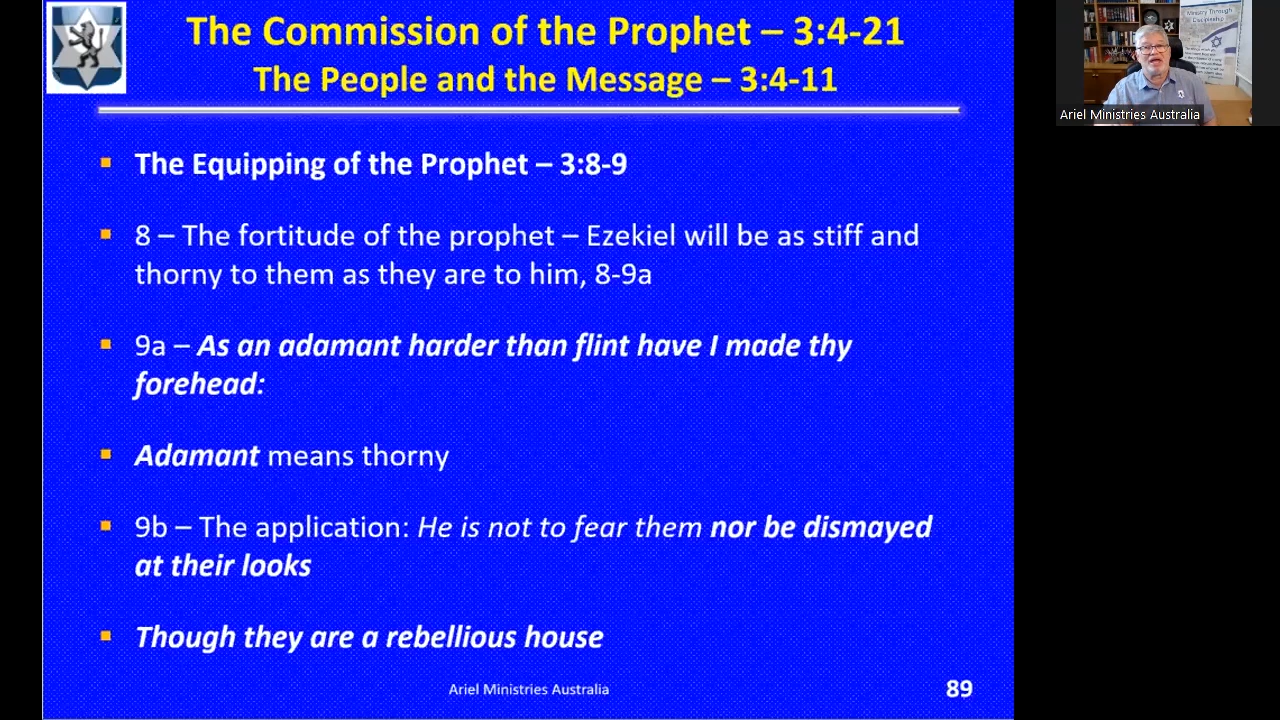 The Commission of the Prophet – 3:4-21
The People and the Message – 3:4-11
The Equipping of the Prophet – 3:8-9
8 – The fortitude of the prophet – Ezekiel will be as stiff and
thorny to them as they are to him, 8-9a
9a – As an adamant harder than flint have I made thy
forehead:
Adamant means thorny
9b – The application: He is not to fear them nor be dismayed
at their looks
Though they are a rebellious house
Ariel Ministries Australia
89
Ministry Through
Discipleship
Ariel Ministries Australia